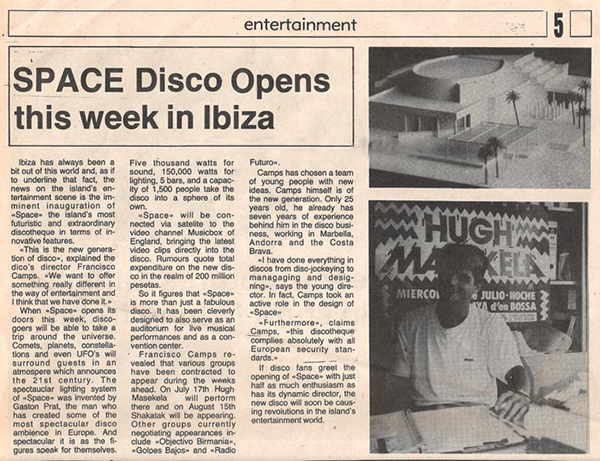 entertainment
5
SPACE Disco Opens
this week in Ibiza
Ibiza has always been a
bit out of this world and, as if
to underline that fact, the
news on the island's en-
tertainment scene is the im-
minent inauguration of
«Space» the island's most
futuristic and extraordinary
discotheque in terms of in-
novative features.
«This is the new genera-
tion of disco», explained the
dico's director Francisco
Camps. «We want to offer
something really different in
the way of entertainment and
I think that we have done it.»
When «Space» opens its
doors this week, disco-
goers will be able to take a
trip around the universe.
Comets, planets, constella-
tions and even UFO's will
surround guests in an
atmospere which announces
the 21st century. The
spectauclar lighting system
of «Space» was invented by
Gaston Prat, the man who
has created some of the
most spectacular disco
ambience in Europe. And
spectacular it is as the fi-
gures speak for themselves.
Five thousand watts for
sound, 150,000 watts for
lighting, 5 bars, and a capac-
ity of 1,500 people take the
disco into a sphere of its
own.
«Space» will be con-
nected via satelite to the
video channel Musicbox of
England, bringing the latest
video clips directly into the
disco. Rumours quote total
expenditure on the new dis-
co in the realm of 200 million
pesetas.
So it figures that «Space»
is more than just a fabulous
disco. It has been cleverly
designed to also serve as an
auditorium for live musical
performances and as a con-
vention center.
Francisco Camps re-
vealed that various groups
have been contracted to
appear during the weeks
ahead. On July 17th Hugh
Masekela will perform
there and on August 15th
Shakatak will be appearing.
Other groups currently
negotiating appearances in-
clude «Objectivo Birmania»,
«Golpes Bajos» and «Radio
Futuro».
Camps has chosen a team
of young people with new
ideas. Camps himself is of
the new generation. Only 25
years old, he already has
seven years of experience
behind him in the disco busi-
ness, working in Marbella,
Andorra and the Costa
Brava.
«I have done everything in
discos from disc-jockeying to
managing and desig-
ning», says the young dire-
ctor. In fact, Camps took an
active role in the design of
«Space»
«Furthermore», claims
Camps, «this discotheque
complies absolutely with all
European security stan-
dards.»
If disco fans greet the
opening of «Space» with just
half as much enthusiasm as
has its dynamic director, the
new disco will soon be caus-
ing revolutions in the island's
entertainment world.
HUGH
MIERCO JULIO-NOCHE
YA d'en BOSSA